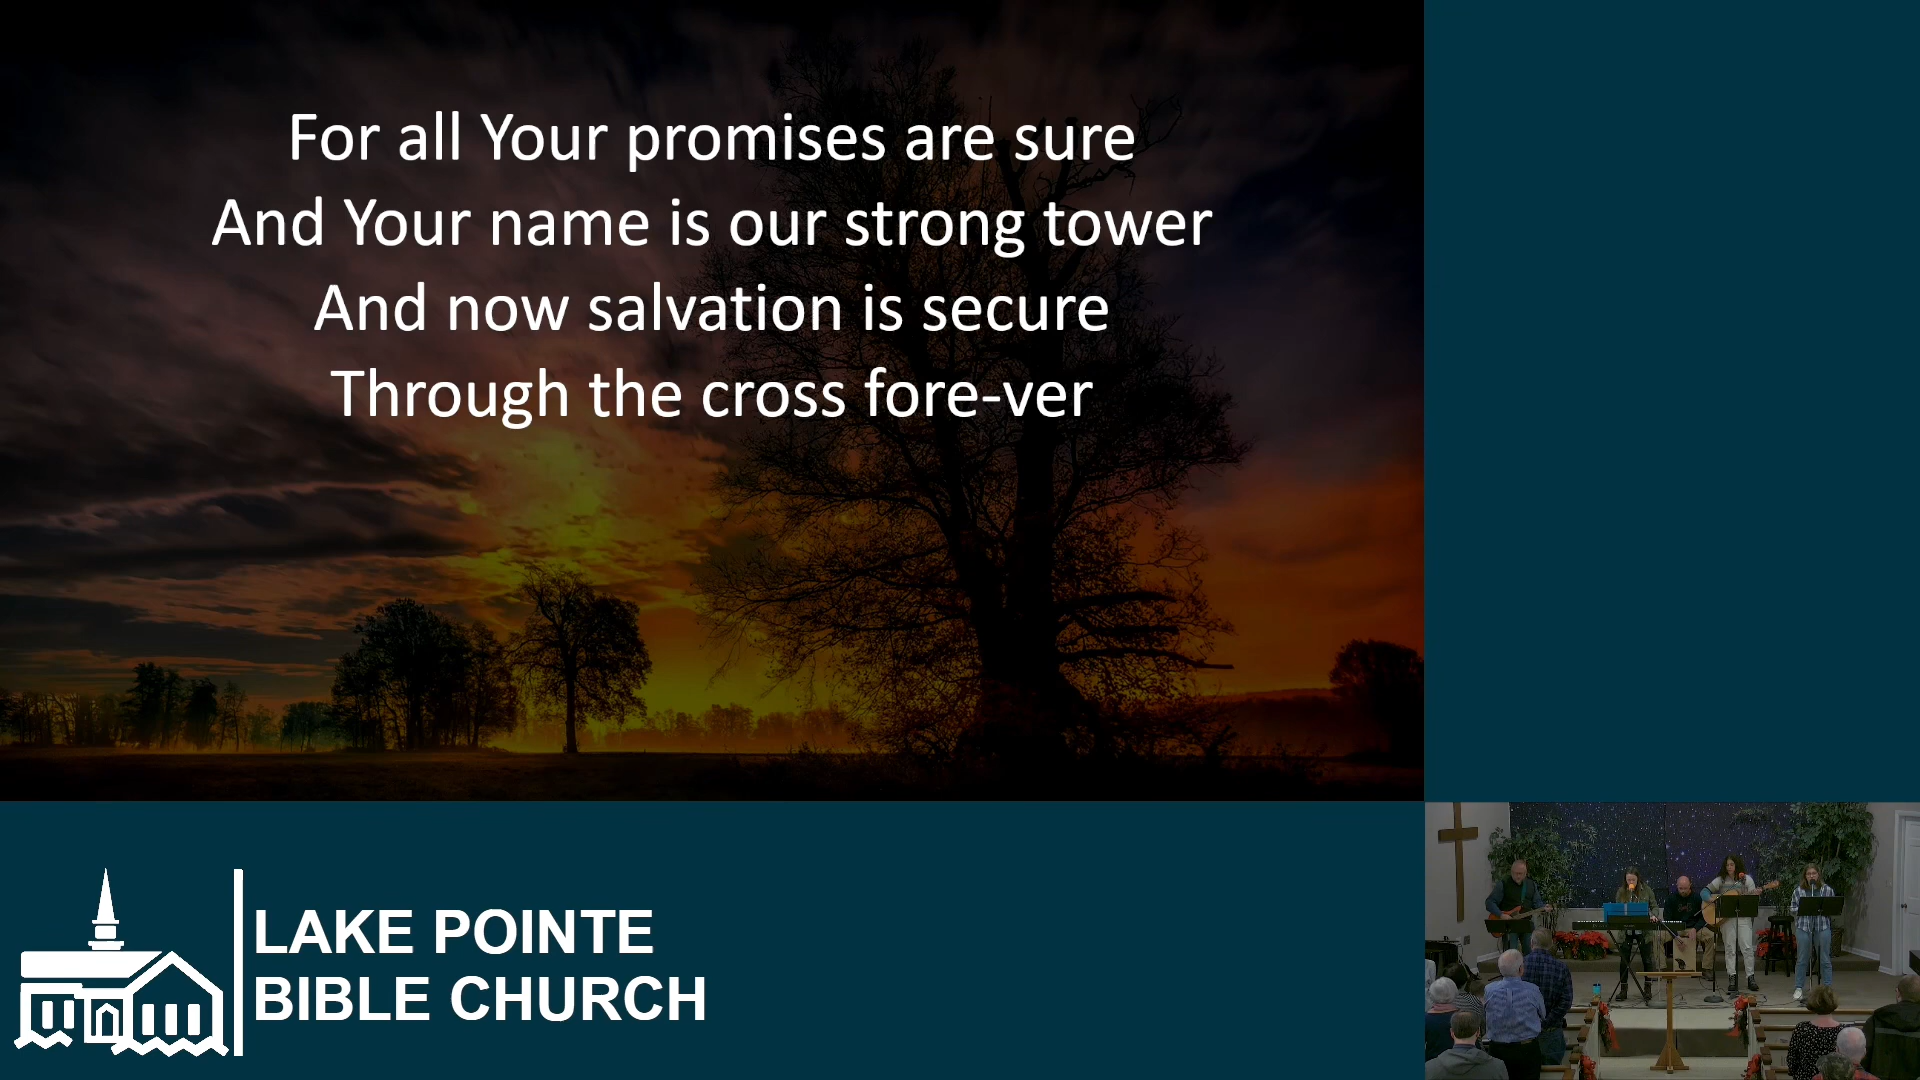 For all Your promises are sure
And Your name is our strong tower
And now salvation is secure
Through the cross fore-ver
LAKE POINTE
BIBLE CHURCH